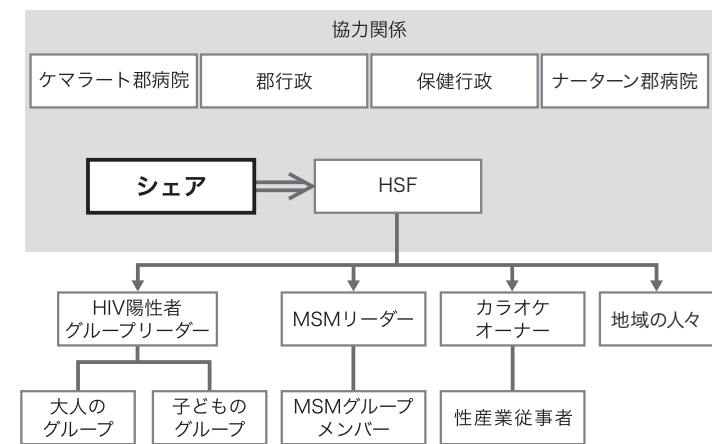 協力関係
ケマラート郡病院
郡行政
保健行政
ナーターン郡病院
シェア
HSF
HIV陽性者
グループリーダー
MSMリーダー
カラオケ
オーナー
地域の人々
大人の
グループ
子どもの
グループ
MSMグループ
メンバー
性産業従事者